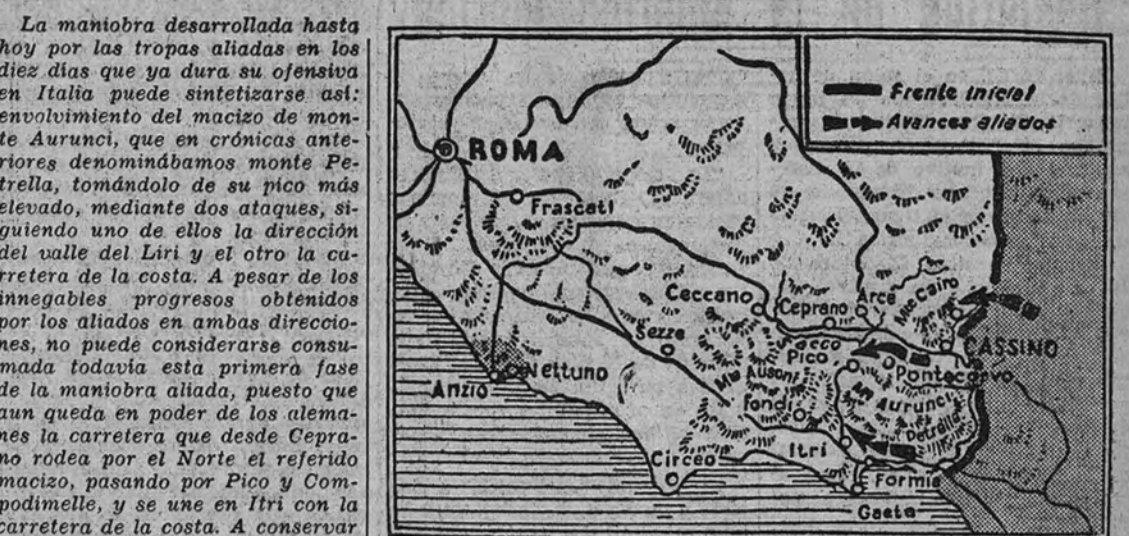 La maniobra desarrollada hasta
hoy por las tropas aliadas en los
diez días que ya dura su ofensiva
en Italia puede sintetizarse así:
envolvimiento del macizo de mon-
te Aurunci, que en crónicas ante-
riores denominábamos monte Pe-
trella, tomándolo de su pico más
elevado, mediante dos ataques, si-
guiendo uno de ellos la dirección
del valle del Liri y el otro la ca-
rretera de la costa. A pesar de los
innegables progresos obtenidos
por los aliados en ambas direccio-
nes, no puede considerarse consu-
mada todavía esta primera fase
de la maniobra aliada, puesto que
aun queda en poder de los alema-
nes la carretera que desde Cepra-
no rodea por el Norte el referido
macizo, pasando por Pico y Com-
podimelle, y se une en Itri con la
carretera de la costa. A conservar
Frente inicial
Avances aliados
ROMA
Frascati
Ceccano
Ceprano
Arce
Mte Cairo
Sezze
Pico
CASSINO
Nettuno
Anzio
Ausoni
Pontecorvo
Fondi
Aurunci
Petrella
Circeo
Itri
Formia
Gaeta